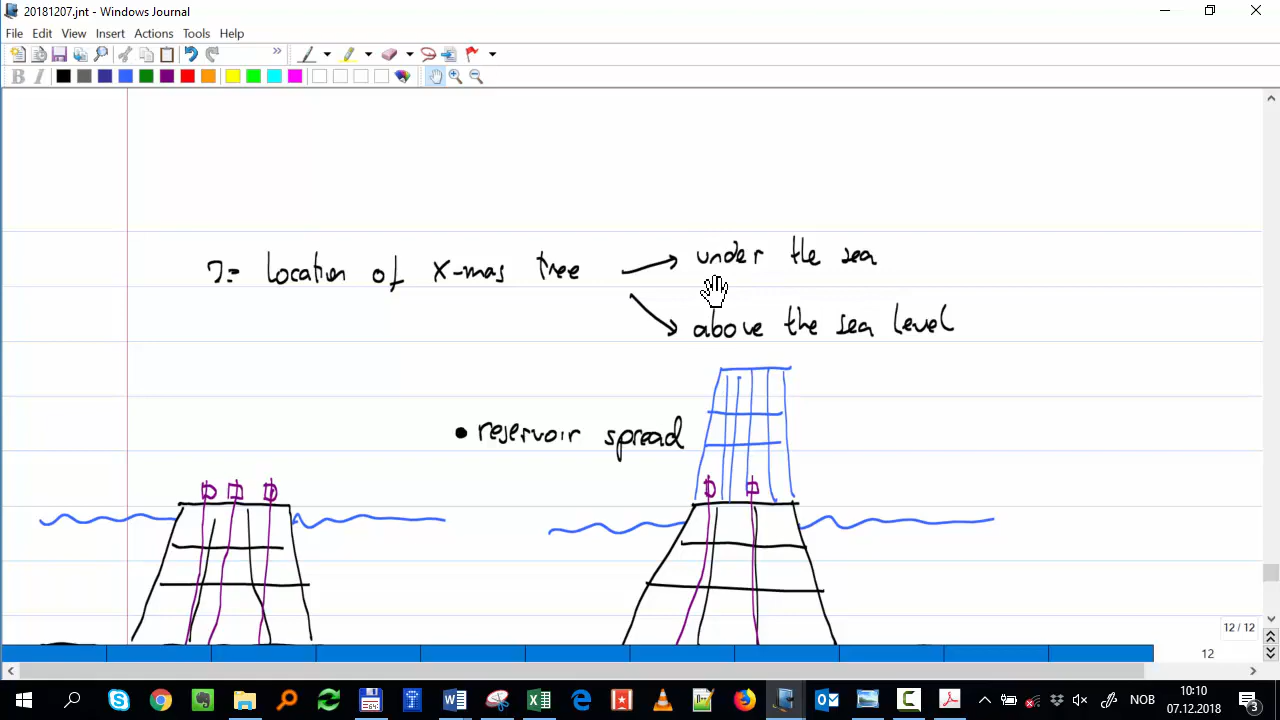 20181207.jnt - Windows Journal
File Edit View Insert Actions Tools Help
B I
location of X-mas tree
under the sea
above the sea level
• reservoir spread
12 / 12
12
NOB
10:10
07.12.2018
3